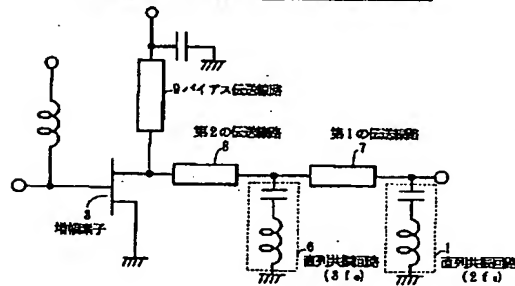 9 バイアス伝送線路
第2の伝送線路
8
第1の伝送線路
7
3
増幅素子
6
直列共振回路
(3f₀)
1
直列共振回路
(2f₀)